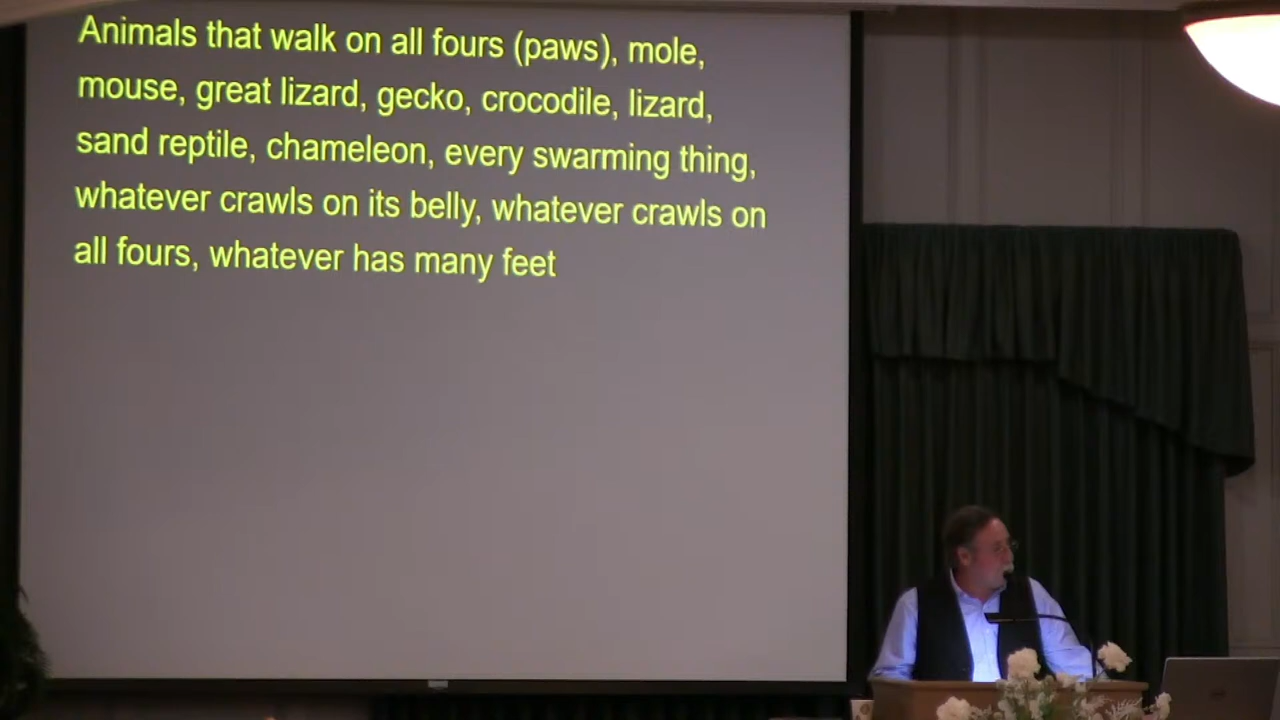 Animals that walk on all fours (paws), mole,
mouse, great lizard, gecko, crocodile, lizard,
sand reptile, chameleon, every swarming thing,
whatever crawls on its belly, whatever crawls on
all fours, whatever has many feet